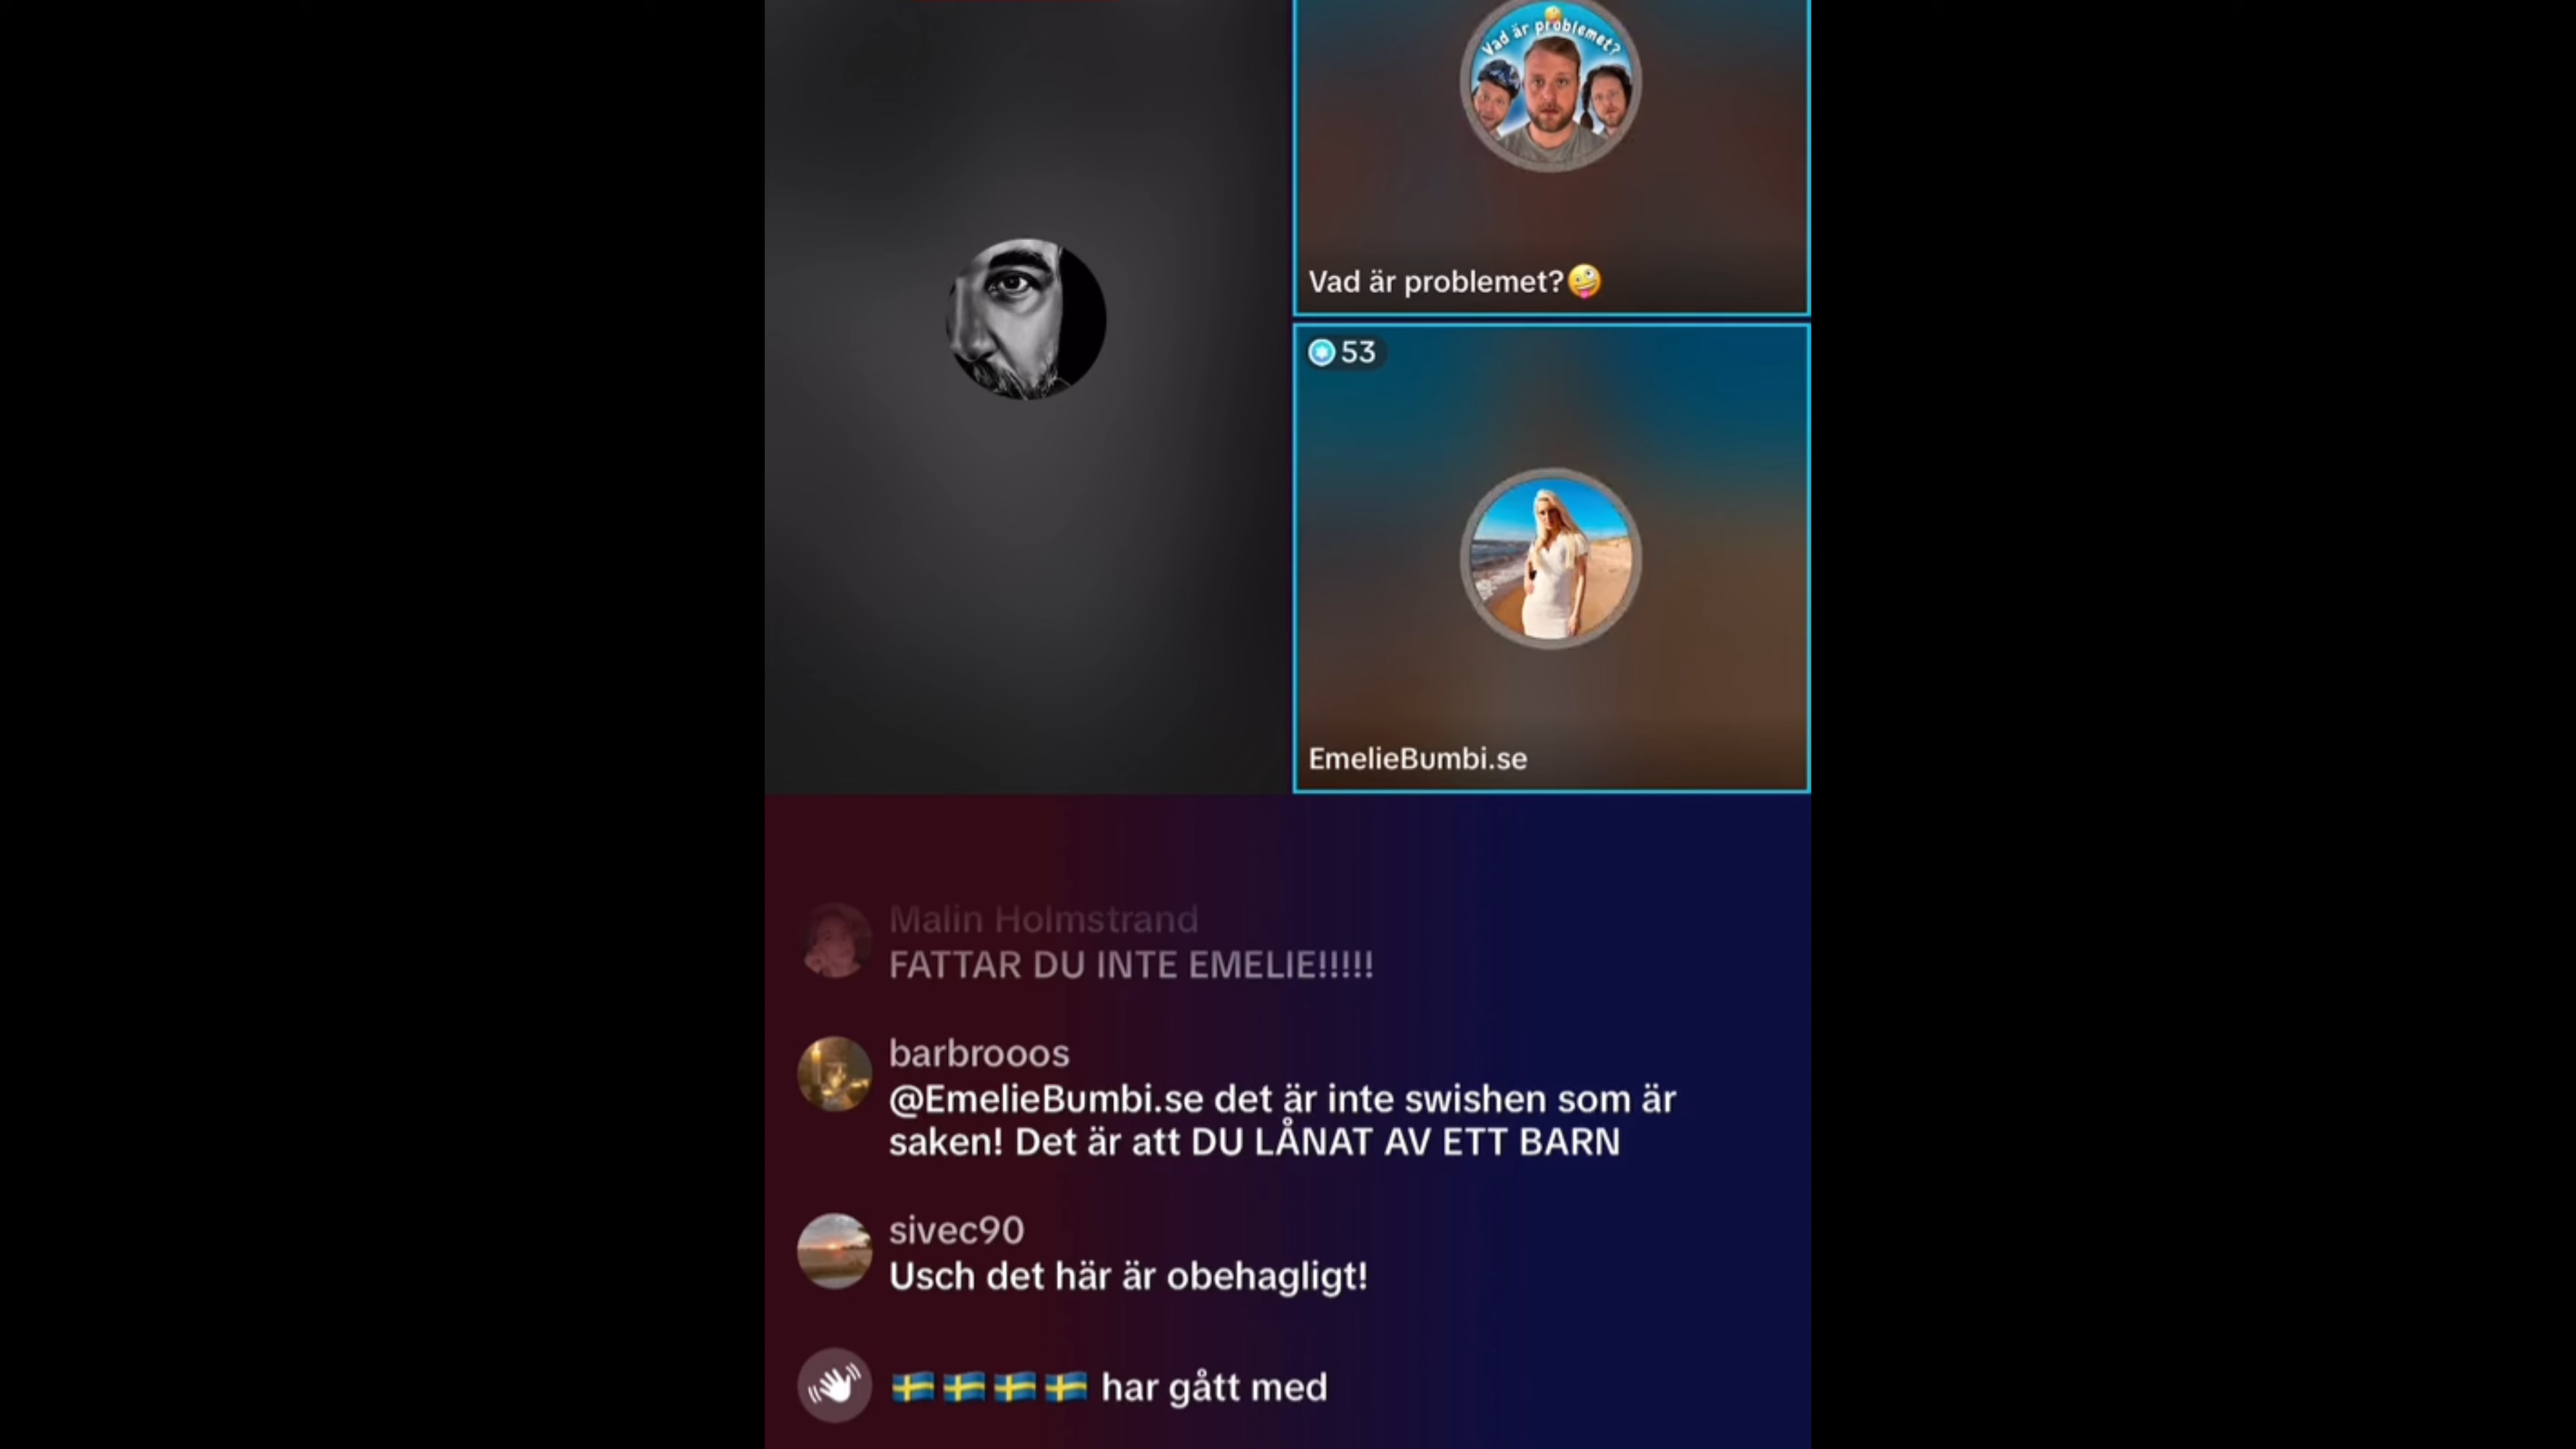 Vad är problemet?
Vad är problemet?🤪
53
EmelieBumbi.se
Malin Holmstrand
FATTAR DU INTE EMELIE!!!!!
barbrooos
@EmelieBumbi.se det är inte swishen som är
saken! Det är att DU LÅNAT AV ETT BARN
sivec90
Usch det här är obehagligt!
🇸🇪🇸🇪🇸🇪🇸🇪 har gått med